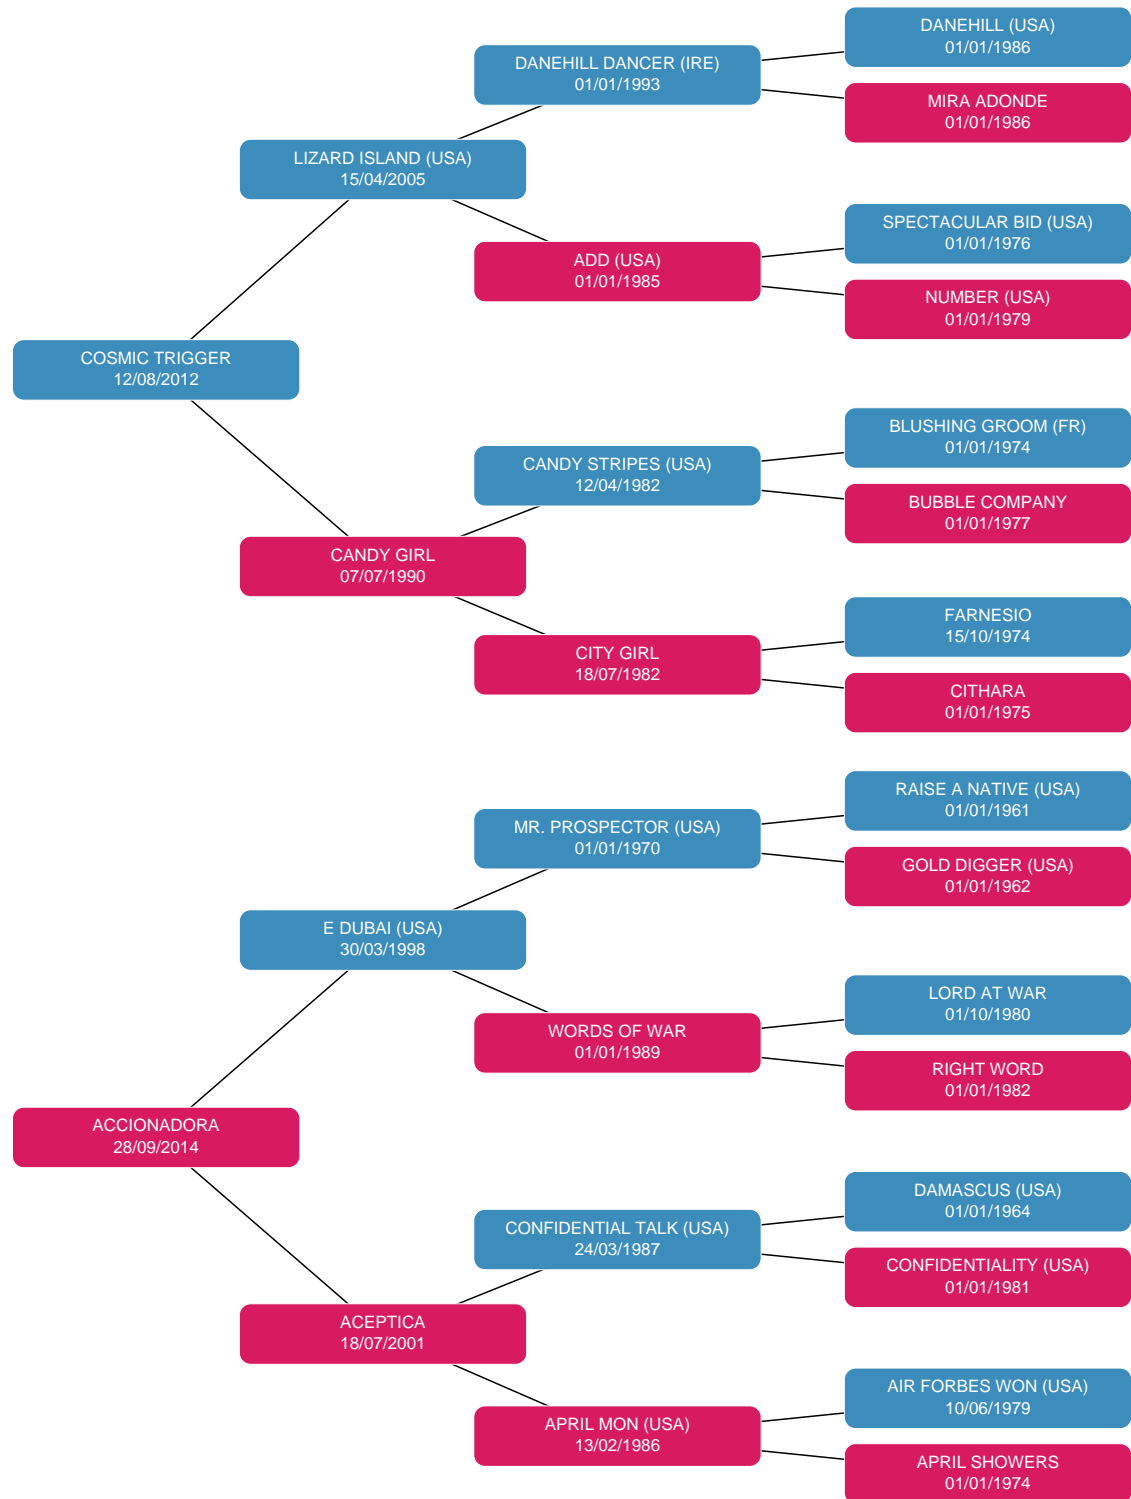 DANEHILL (USA)
01/01/1986
DANEHILL DANCER (IRE)
01/01/1993
MIRA ADONDE
01/01/1986
LIZARD ISLAND (USA)
15/04/2005
SPECTACULAR BID (USA)
01/01/1976
ADD (USA)
01/01/1985
NUMBER (USA)
01/01/1979
COSMIC TRIGGER
12/08/2012
BLUSHING GROOM (FR)
01/01/1974
CANDY STRIPES (USA)
12/04/1982
BUBBLE COMPANY
01/01/1977
CANDY GIRL
07/07/1990
FARNESIO
15/10/1974
CITY GIRL
18/07/1982
CITHARA
01/01/1975
RAISE A NATIVE (USA)
01/01/1961
MR. PROSPECTOR (USA)
01/01/1970
GOLD DIGGER (USA)
01/01/1962
E DUBAI (USA)
30/03/1998
LORD AT WAR
01/10/1980
WORDS OF WAR
01/01/1989
RIGHT WORD
01/01/1982
ACCIONADORA
28/09/2014
DAMASCUS (USA)
01/01/1964
CONFIDENTIAL TALK (USA)
24/03/1987
CONFIDENTIALITY (USA)
01/01/1981
ACEPTICA
18/07/2001
AIR FORBES WON (USA)
10/06/1979
APRIL MON (USA)
13/02/1986
APRIL SHOWERS
01/01/1974